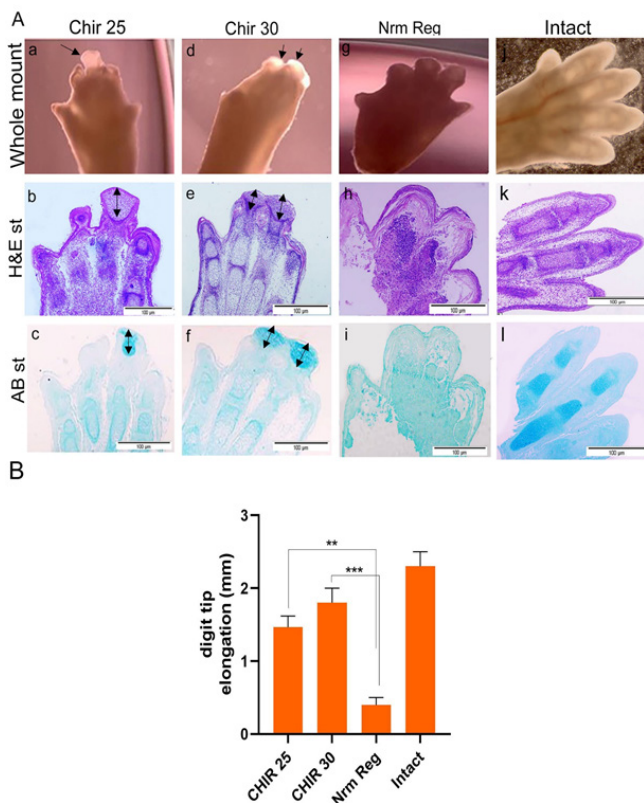 A
Chir 25
Chir 30
Nrm Reg
Intact
Whole mount
a
d
g
j
H&E st
b
e
h
k
100 µm
100 µm
100 µm
100 µm
AB st
c
f
i
l
100 µm
100 µm
100 µm
100 µm
B
digit tip
elongation (mm)
3
2
1
0
**
***
CHIR 25
CHIR 30
Nrm Reg
Intact